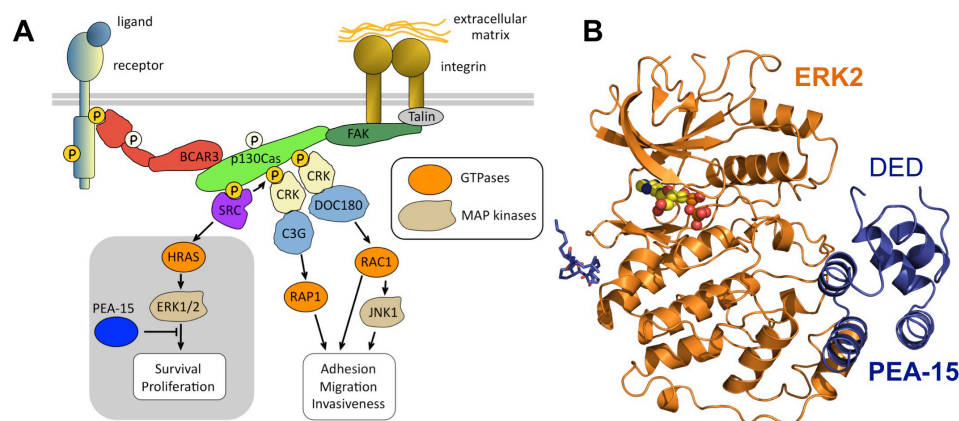 A
ligand
receptor
extracellular
matrix
integrin
Talin
FAK
P
P
P
P
p130Cas
BCAR3
P
P
P
CRK
CRK
SRC
DOC180
C3G
GTPases
MAP kinases
HRAS
RAC1
RAP1
PEA-15
ERK1/2
JNK1
Survival
Proliferation
Adhesion
Migration
Invasiveness
B
ERK2
DED
PEA-15